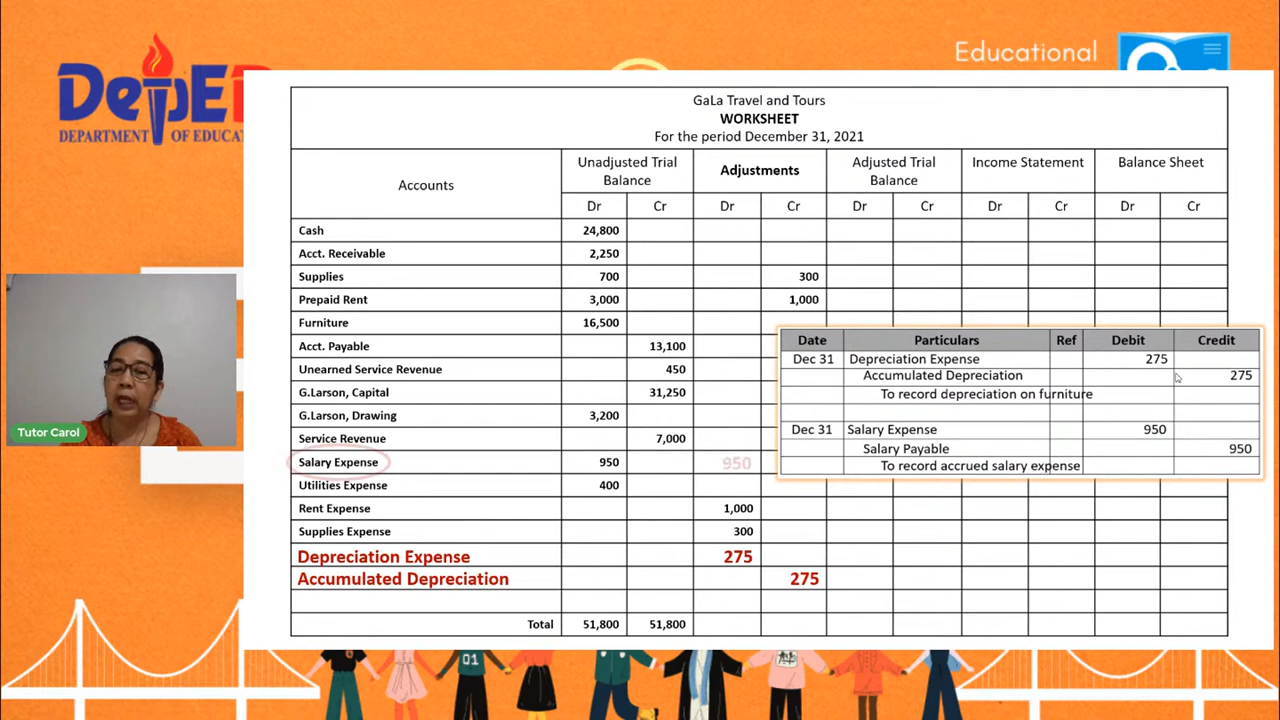 DepED
DEPARTMENT OF EDUCAT
Educational
GaLa Travel and Tours
WORKSHEET
For the period December 31, 2021
Accounts Unadjusted Trial Balance Adjustments Adjusted Trial Balance Income Statement Balance Sheet
Dr Cr Dr Cr Dr Cr Dr Cr Dr Cr
Cash 24,800
Acct. Receivable 2,250
Supplies 700 300
Prepaid Rent 3,000 1,000
Furniture 16,500
Acct. Payable 13,100
Unearned Service Revenue 450
G.Larson, Capital 31,250
G.Larson, Drawing 3,200
Service Revenue 7,000
Salary Expense 950 950
Utilities Expense 400
Rent Expense 1,000
Supplies Expense 300
Depreciation Expense 275
Accumulated Depreciation 275
Total 51,800 51,800
Date Particulars Ref Debit Credit
Dec 31 Depreciation Expense 275
Accumulated Depreciation 275
To record depreciation on furniture
Dec 31 Salary Expense 950
Salary Payable 950
To record accrued salary expense
Tutor Carol
01